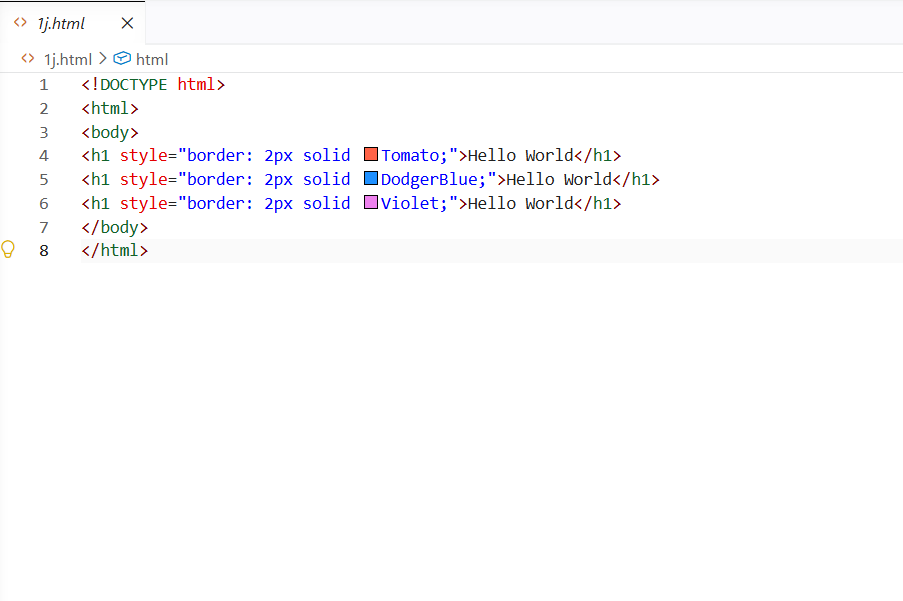 1j.html
1j.html > html
1 <!DOCTYPE html>
2 <html>
3 <body>
4 <h1 style="border: 2px solid Tomato;">Hello World</h1>
5 <h1 style="border: 2px solid DodgerBlue;">Hello World</h1>
6 <h1 style="border: 2px solid Violet;">Hello World</h1>
7 </body>
8 </html>